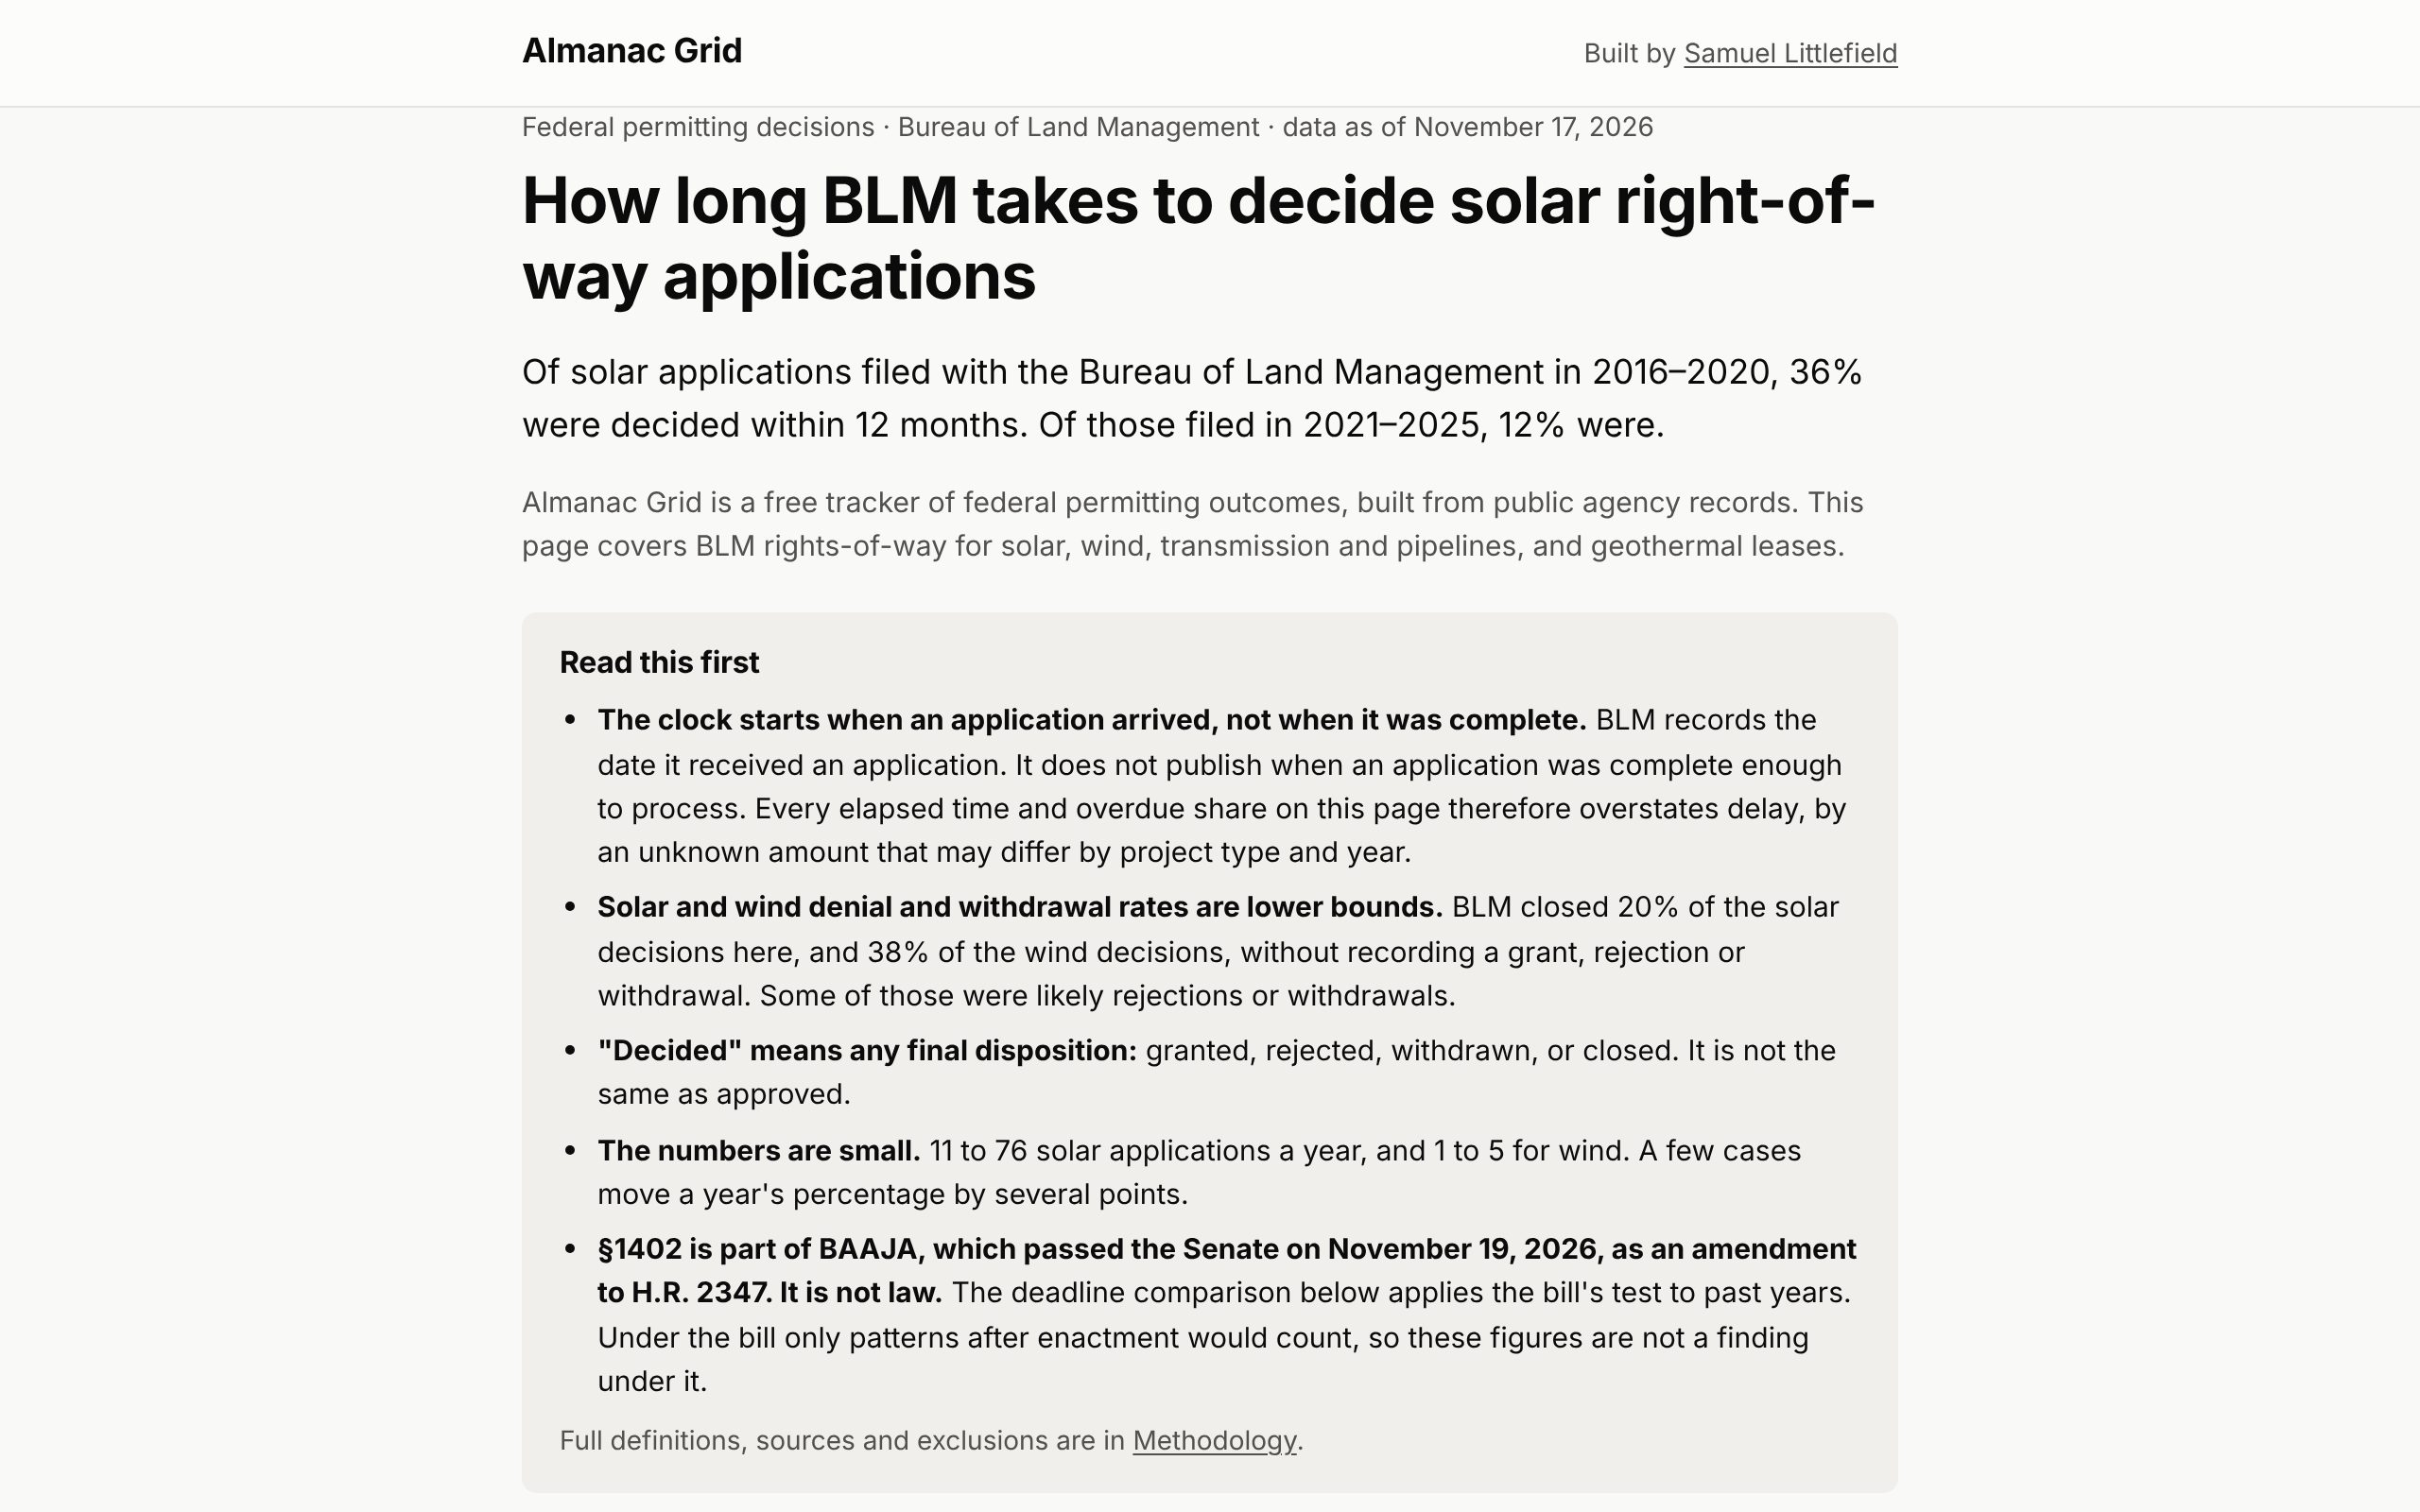 Almanac Grid
Built by Samuel Littlefield
Federal permitting decisions · Bureau of Land Management · data as of November 17, 2026
How long BLM takes to decide solar right-of-
way applications
Of solar applications filed with the Bureau of Land Management in 2016–2020, 36%
were decided within 12 months. Of those filed in 2021–2025, 12% were.
Almanac Grid is a free tracker of federal permitting outcomes, built from public agency records. This
page covers BLM rights-of-way for solar, wind, transmission and pipelines, and geothermal leases.
Read this first
• The clock starts when an application arrived, not when it was complete. BLM records the
date it received an application. It does not publish when an application was complete enough
to process. Every elapsed time and overdue share on this page therefore overstates delay, by
an unknown amount that may differ by project type and year.
• Solar and wind denial and withdrawal rates are lower bounds. BLM closed 20% of the solar
decisions here, and 38% of the wind decisions, without recording a grant, rejection or
withdrawal. Some of those were likely rejections or withdrawals.
• "Decided" means any final disposition: granted, rejected, withdrawn, or closed. It is not the
same as approved.
• The numbers are small. 11 to 76 solar applications a year, and 1 to 5 for wind. A few cases
move a year's percentage by several points.
• §1402 is part of BAAJA, which passed the Senate on November 19, 2026, as an amendment
to H.R. 2347. It is not law. The deadline comparison below applies the bill's test to past years.
Under the bill only patterns after enactment would count, so these figures are not a finding
under it.
Full definitions, sources and exclusions are in Methodology.